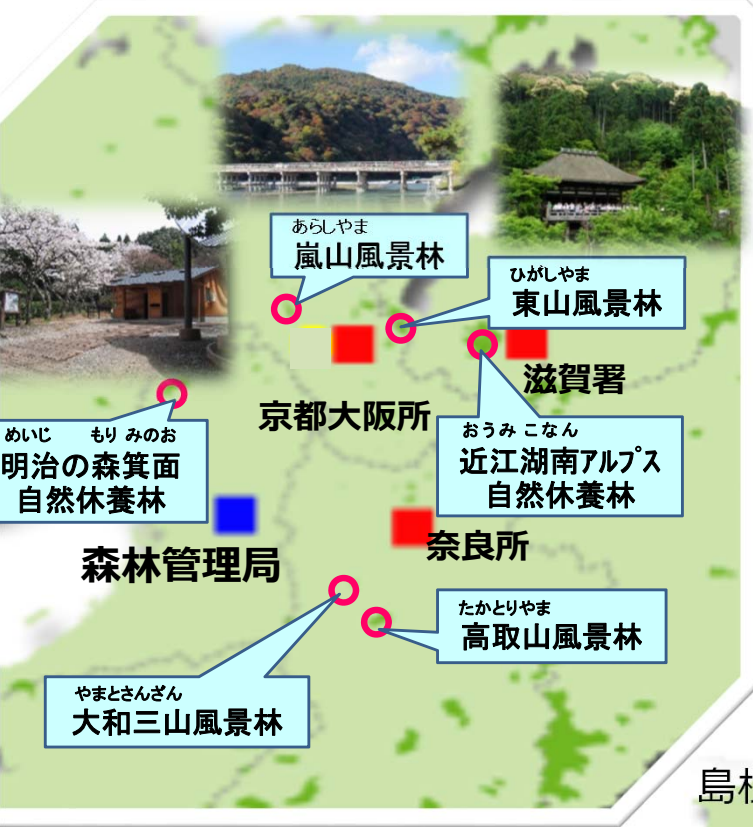 あらしやま
嵐山風景林
ひがしやま
東山風景林
滋賀署
京都大阪所
おうみ こなん
近江湖南アルプス
自然休養林
めいじ もり みのお
明治の森箕面
自然休養林
森林管理局
奈良所
たかとりやま
高取山風景林
やまとさんざん
大和三山風景林
島